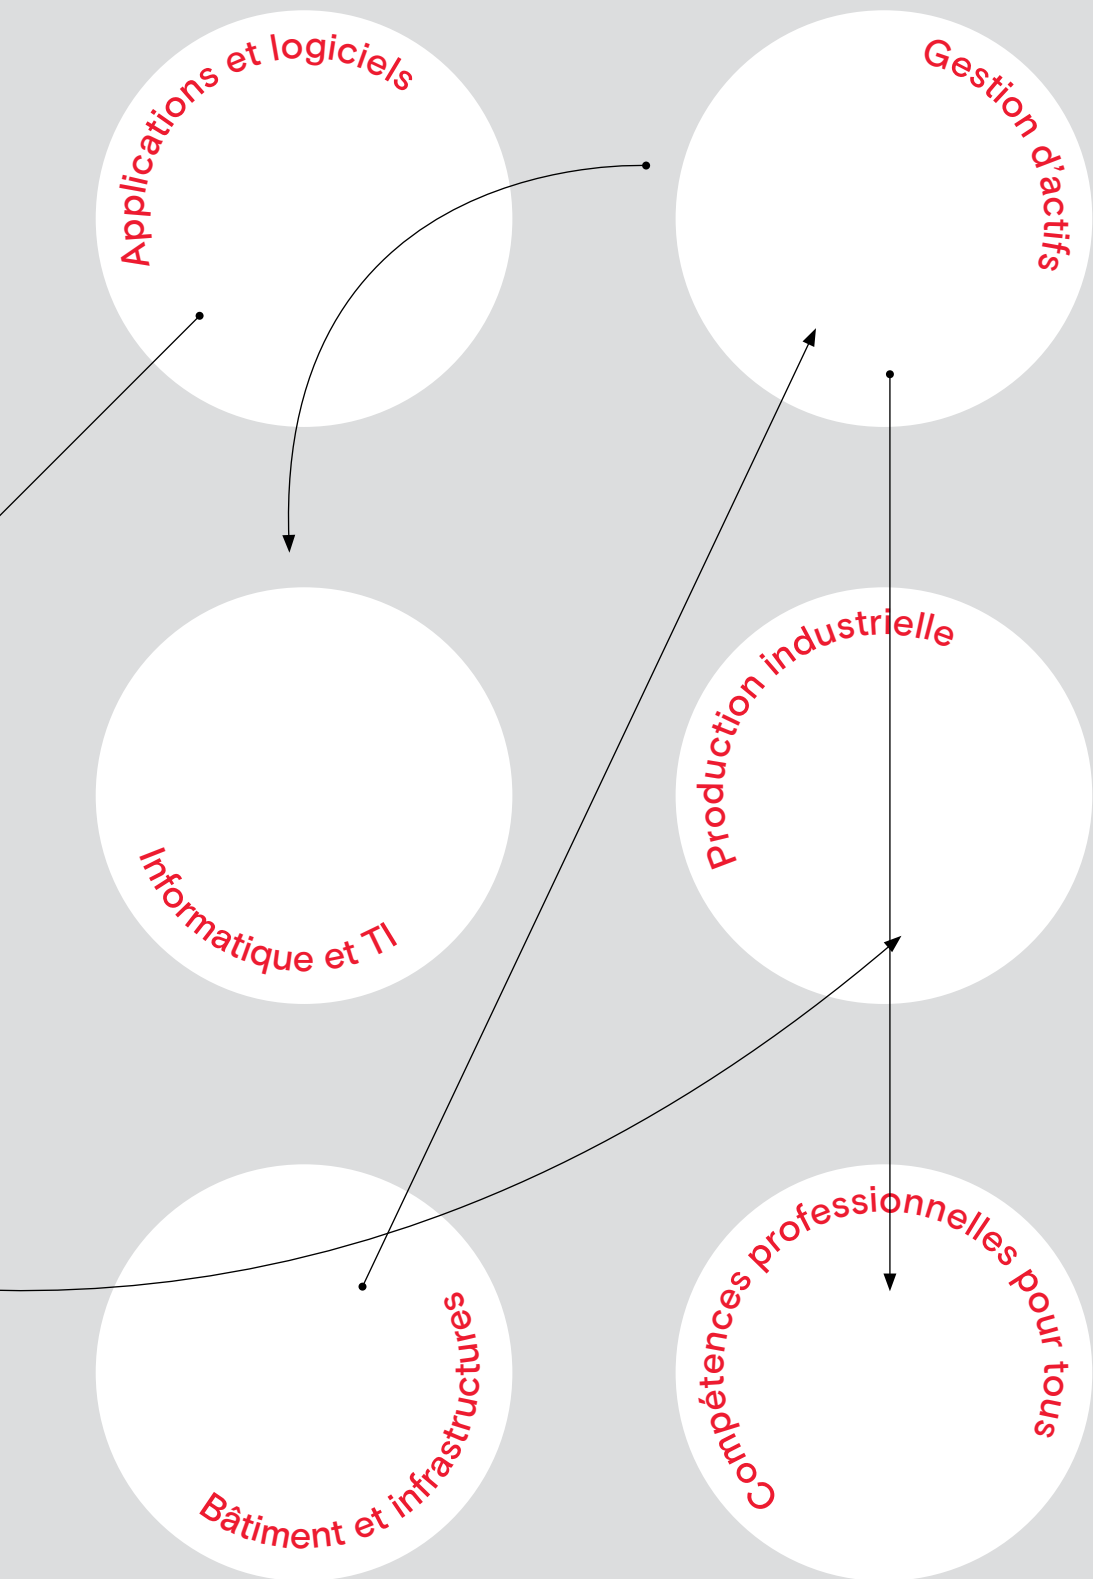 Applications et logiciels
Gestion d'actifs
Informatique et TI
Production industrielle
Bâtiment et infrastructures
Compétences professionnelles pour tous